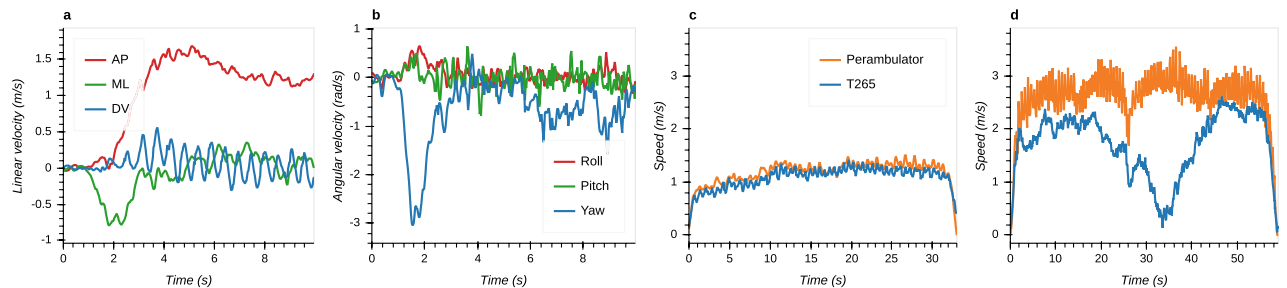 a
Linear velocity (m/s)
1.5
1
0.5
0
-0.5
-1
AP
ML
DV
0 2 4 6 8
Time (s)
b
Angular velocity (rad/s)
1
0
-1
-2
-3
Roll
Pitch
Yaw
0 2 4 6 8
Time (s)
c
Speed (m/s)
3
2
1
0
Perambulator
T265
0 5 10 15 20 25 30
Time (s)
d
Speed (m/s)
3
2
1
0
0 10 20 30 40 50
Time (s)